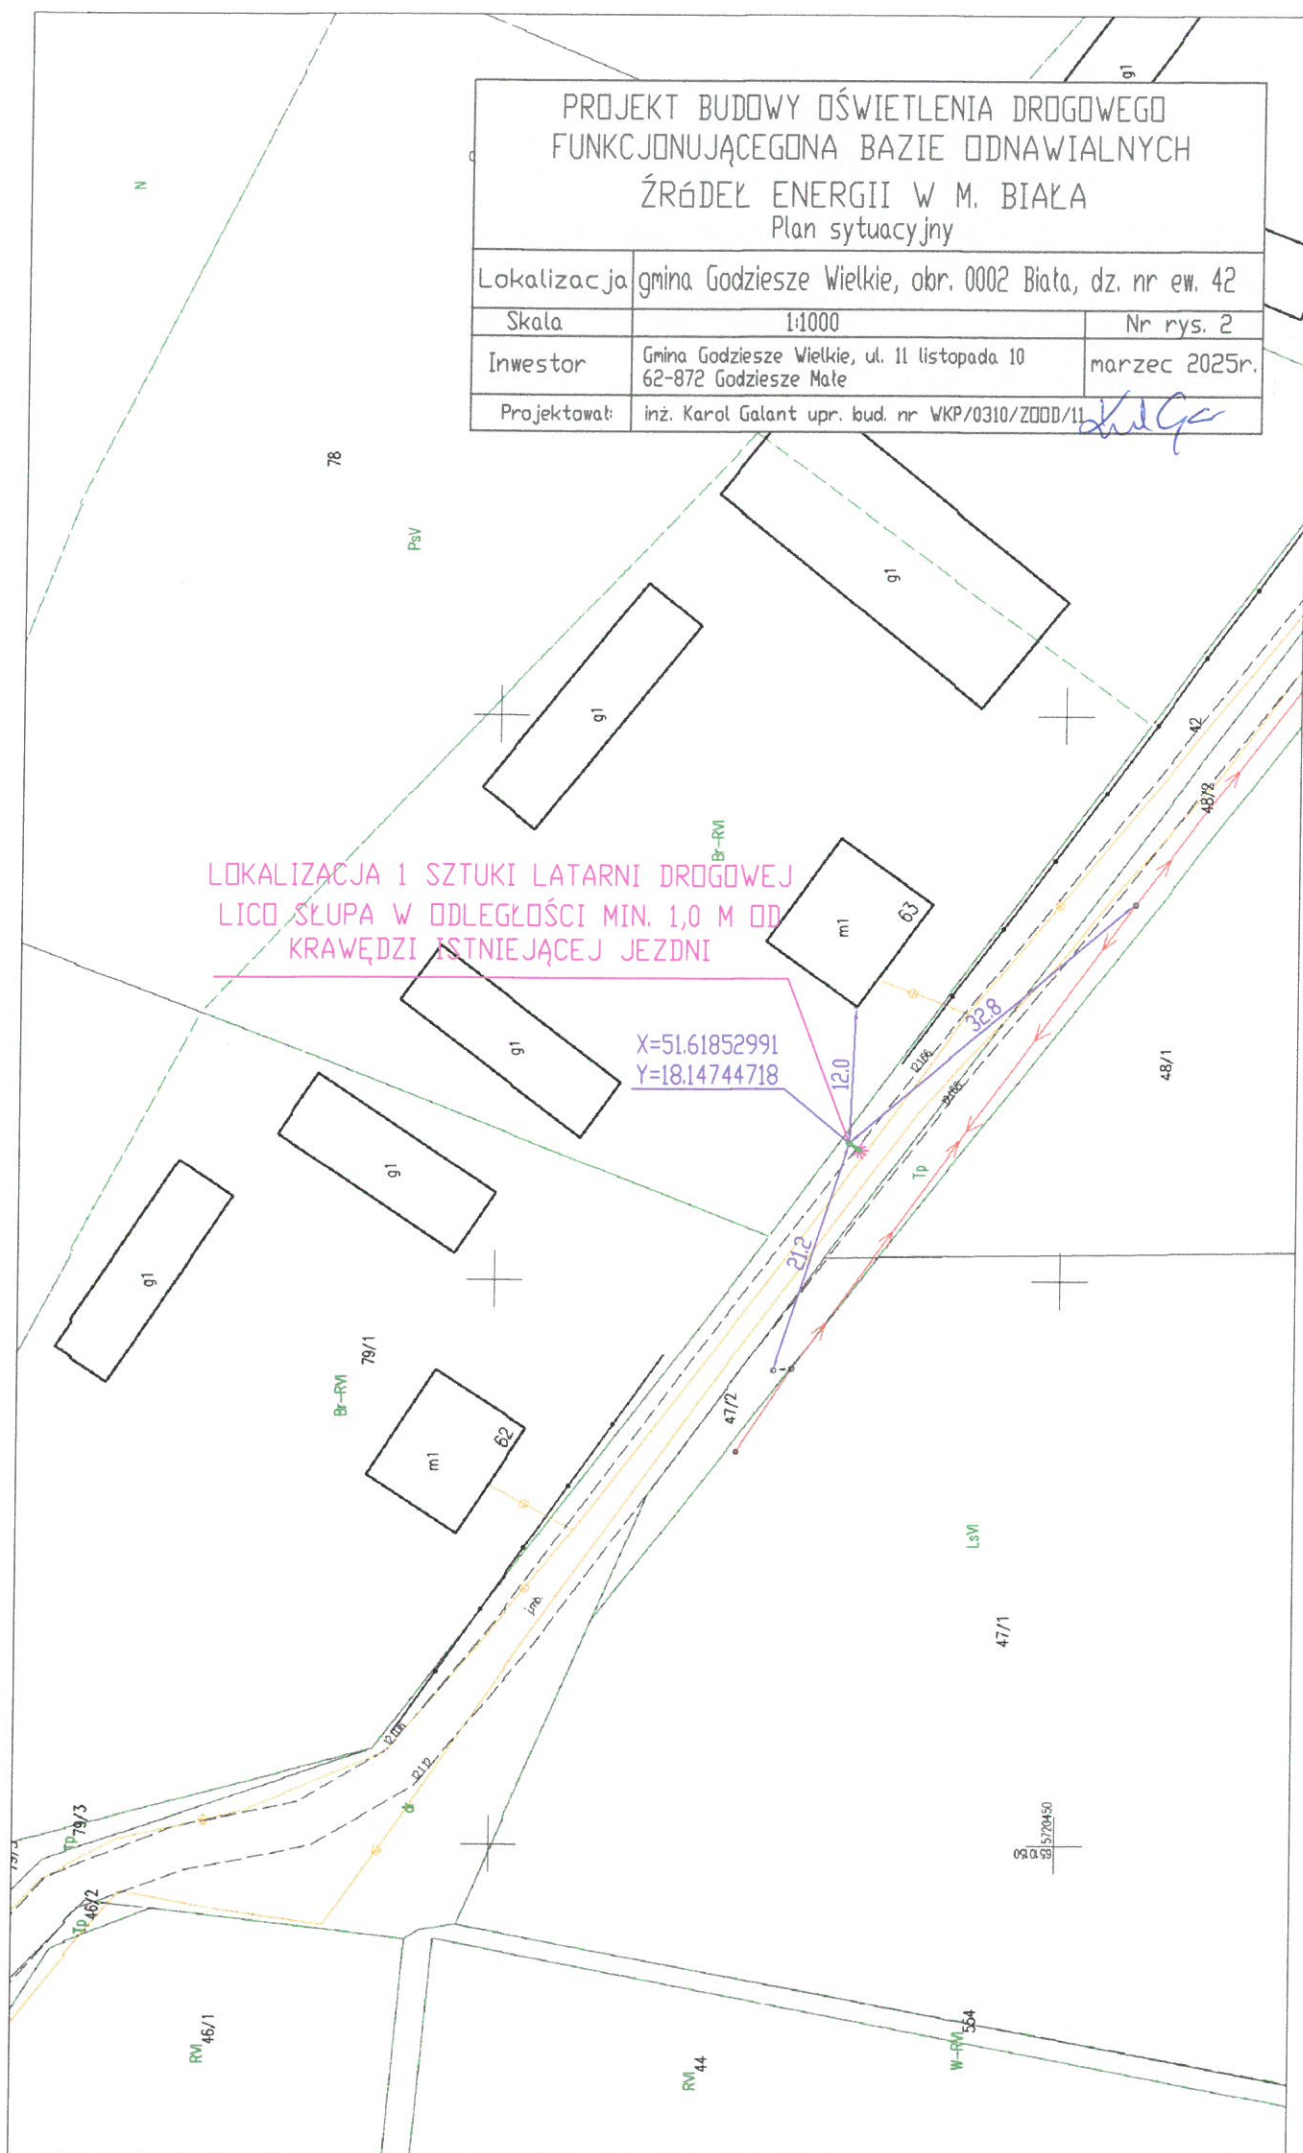 PROJEKT BUDOWY OŚWIETLENIA DROGOWEGO
FUNKCJONUJĄCEGONA BAZIE ODNAWIALNYCH
ŹRóDEŁ ENERGII W M. BIAŁA
Plan sytuacyjny
Lokalizacja gmina Godziesze Wielkie, obr. 0002 Biała, dz. nr ew. 42
Skala 1:1000 Nr rys. 2
Inwestor Gmina Godziesze Wielkie, ul. 11 listopada 10
62-872 Godziesze Małe
marzec 2025r.
Projektował: inż. Karol Galant upr. bud. nr WKP/0310/ZOOD/11
g1
N
78
PsV
g1
g1
42
48/2
Br-RVI
LOKALIZACJA 1 SZTUKI LATARNI DROGOWEJ
LICO SŁUPA W ODLEGŁOŚCI MIN. 1,0 M OD
KRAWĘDZI ISTNIEJĄCEJ JEZDNI
m1
63
g1
X=51.61852991
Y=18.14744718
12.0
32.8
48/1
Tp
g1
g1
21.2
79/1
Br-RVI
m1
62
47/2
LsVI
47/1
dr
Tp
79/3
Tp
46/2
5720450
RVI
46/1
RVI
44
W-RVI
554